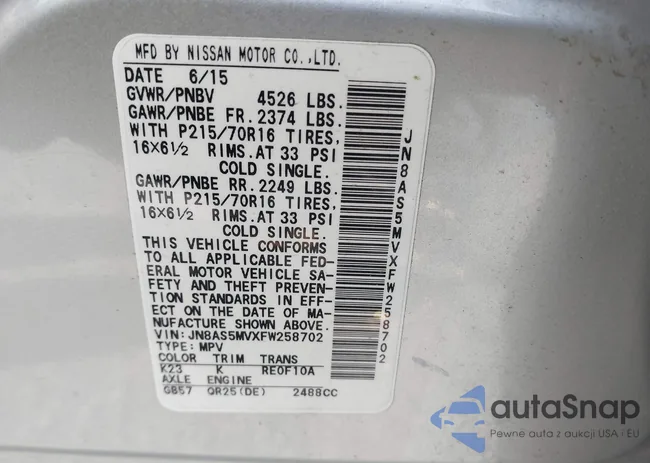 MFD BY NISSAN MOTOR CO.,LTD.
DATE 6/15
GVWR/PNBV 4526 LBS.
GAWR/PNBE FR. 2374 LBS.
WITH P215/70R16 TIRES,
16X6½ RIMS. AT 33 PSI
COLD SINGLE.
GAWR/PNBE RR. 2249 LBS.
WITH P215/70R16 TIRES,
16X6½ RIMS. AT 33 PSI
COLD SINGLE.
THIS VEHICLE CONFORMS
TO ALL APPLICABLE FED-
ERAL MOTOR VEHICLE SA-
FETY AND THEFT PREVEN-
TION STANDARDS IN EFF-
ECT ON THE DATE OF MA-
NUFACTURE SHOWN ABOVE.
VIN: JN8AS5MVXFW258702
TYPE: MPV
COLOR TRIM TRANS
K23 K RE0F10A
AXLE ENGINE
GB57 QR25(DE) 2488CC
JN8AS5MVXFW258702
autaSnap
Pewne auta z aukcji USA i EU